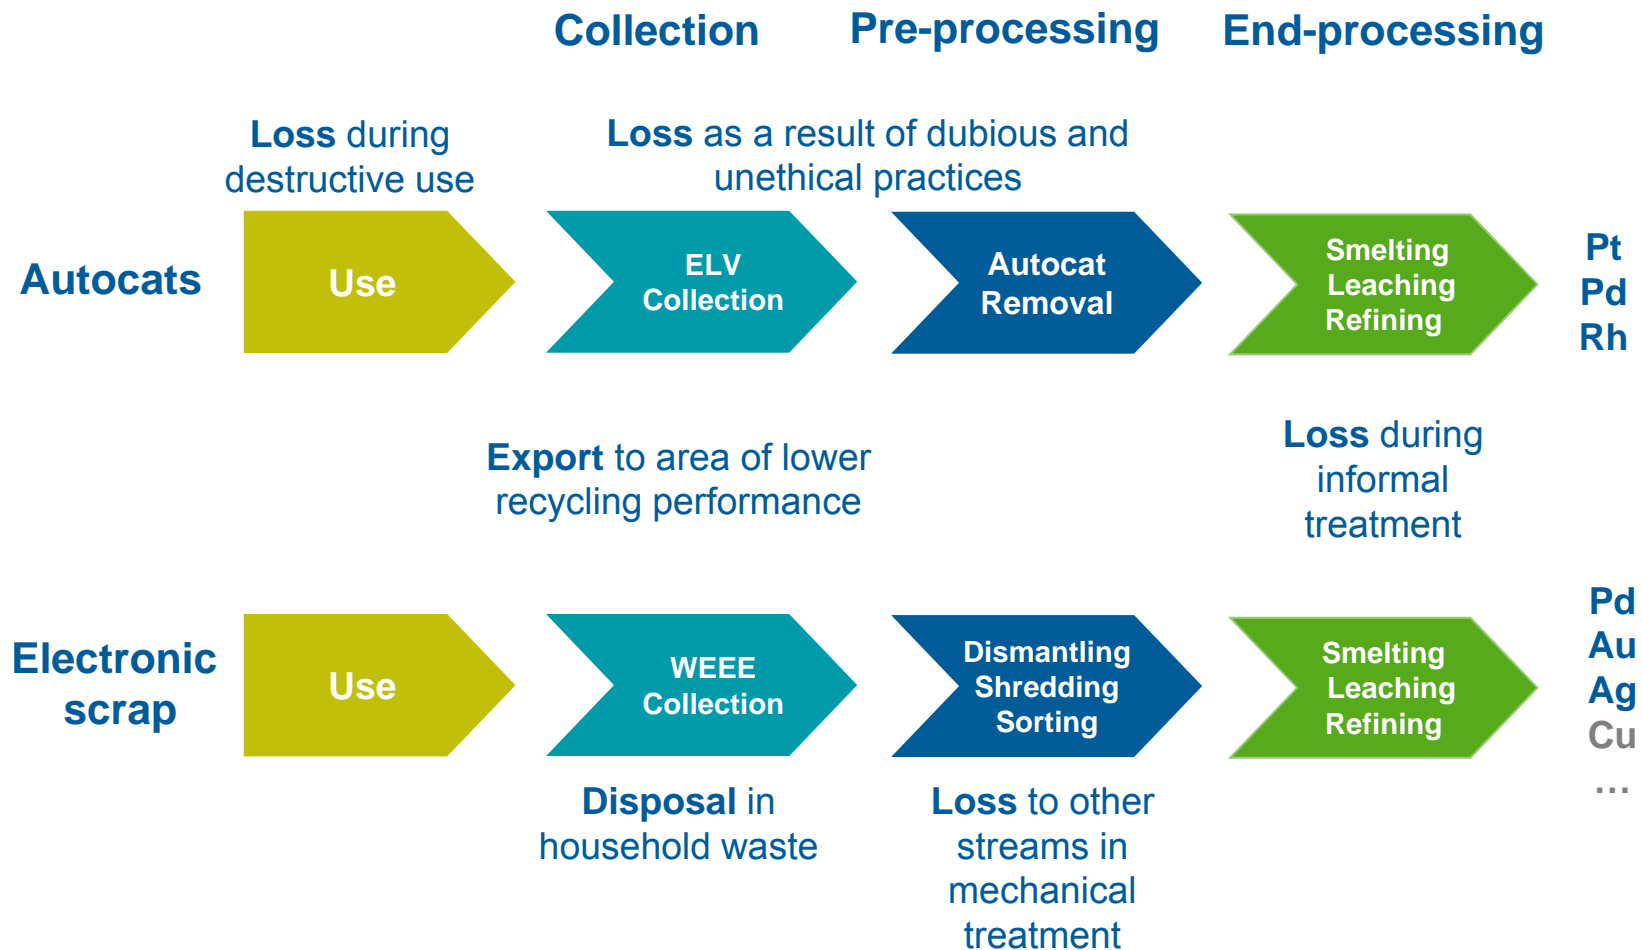 Collection
Pre-processing
End-processing
Loss during
destructive use
Loss as a result of dubious and
unethical practices
Autocats
Use
ELV
Collection
Autocat
Removal
Smelting
Leaching
Refining
Pt
Pd
Rh
Export to area of lower
recycling performance
Loss during
informal
treatment
Electronic
scrap
Use
WEEE
Collection
Dismantling
Shredding
Sorting
Smelting
Leaching
Refining
Pd
Au
Ag
Cu
…
Disposal in
household waste
Loss to other
streams in
mechanical
treatment